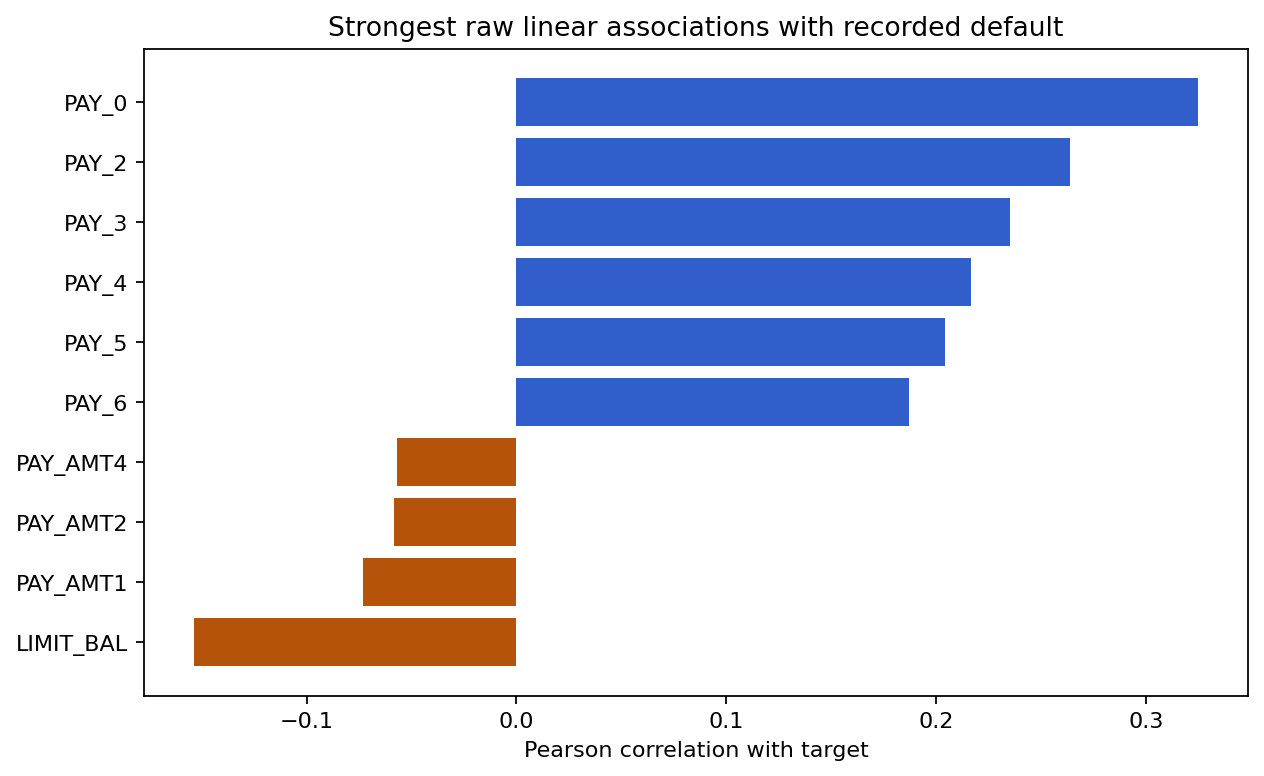 Strongest raw linear associations with recorded default
PAY_0
PAY_2
PAY_3
PAY_4
PAY_5
PAY_6
PAY_AMT4
PAY_AMT2
PAY_AMT1
LIMIT_BAL
−0.1 0.0 0.1 0.2 0.3
Pearson correlation with target